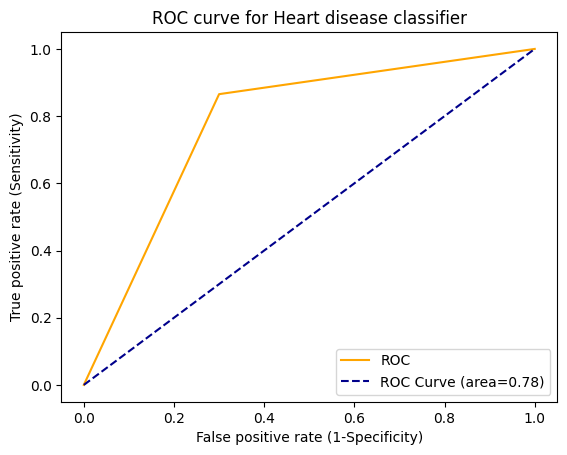 ROC curve for Heart disease classifier
True positive rate (Sensitivity)
1.0
0.8
0.6
0.4
0.2
0.0
0.0 0.2 0.4 0.6 0.8 1.0
False positive rate (1-Specificity)
ROC
ROC Curve (area=0.78)